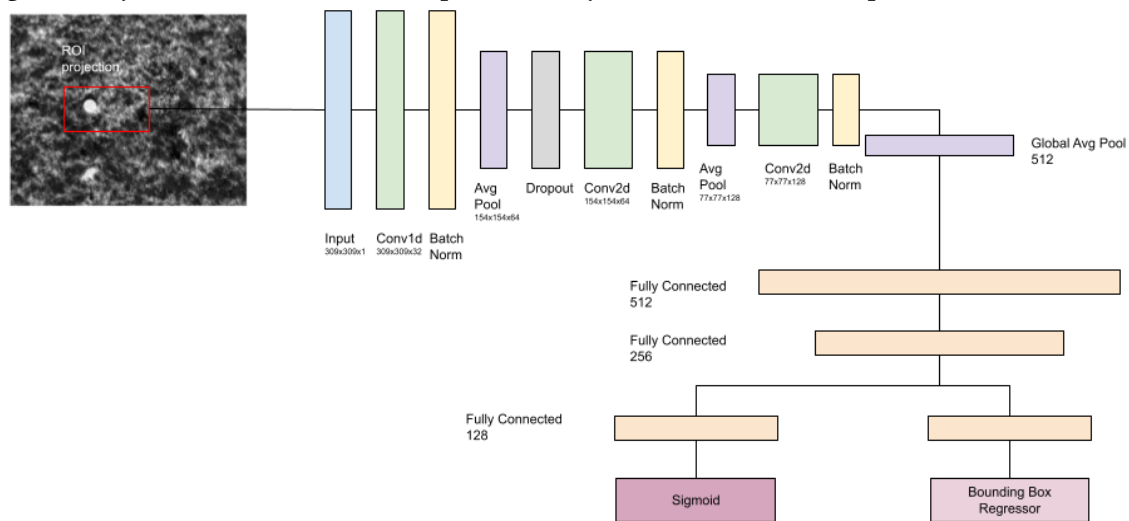 ROI
projection
Input
309x309x1
Conv1d
309x309x32
Batch
Norm
Avg
Pool
154x154x64
Dropout
Conv2d
154x154x64
Batch
Norm
Avg
Pool
77x77x128
Conv2d
77x77x128
Batch
Norm
Global Avg Pool
512
Fully Connected
512
Fully Connected
256
Fully Connected
128
Sigmoid
Bounding Box
Regressor